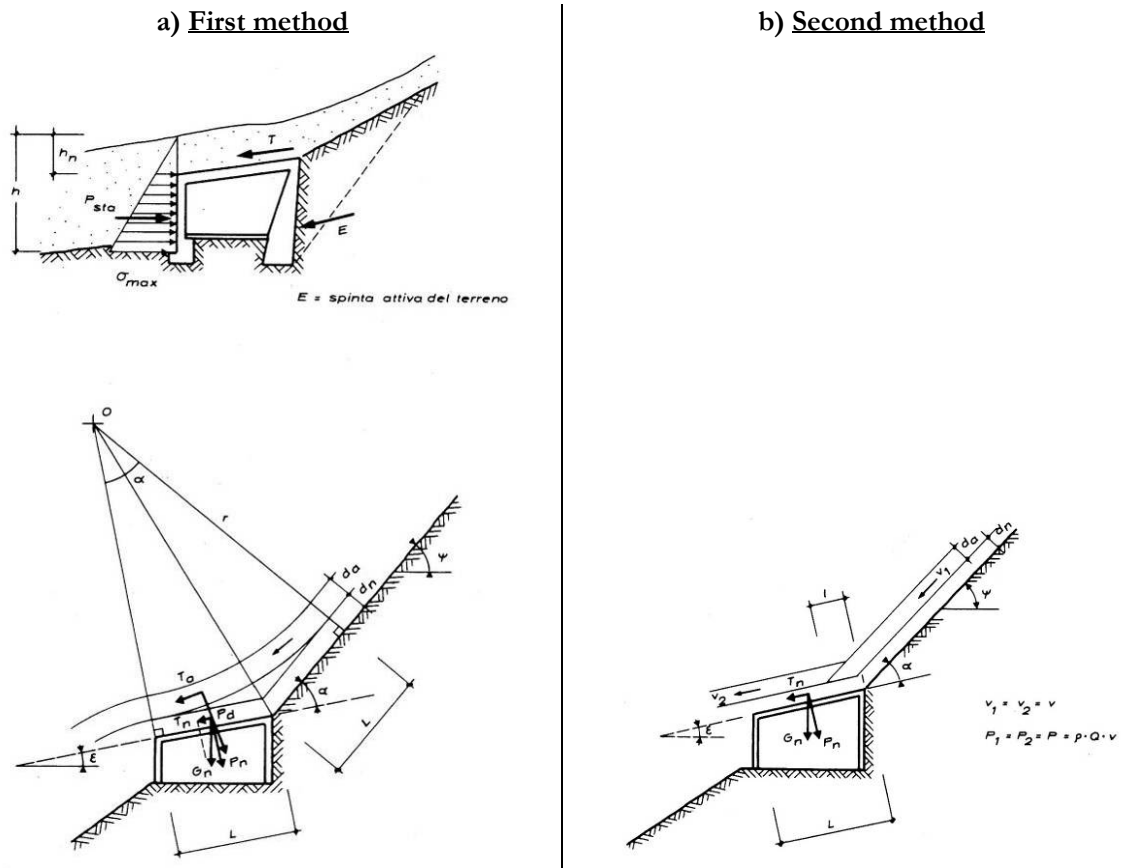 a) First method
h
hn
T
Psta
E
σmax
E = spinta attiva del terreno
O
α
r
ψ
da
dn
α
Ta
Tn
Pd
L
ε
Gn
Pn
L
b) Second method
da
dn
v1
l
ψ
α
Tn
v2
ε
Gn
Pn
L
v1 = v2 = v
P1 = P2 = P = ρ·Q·v